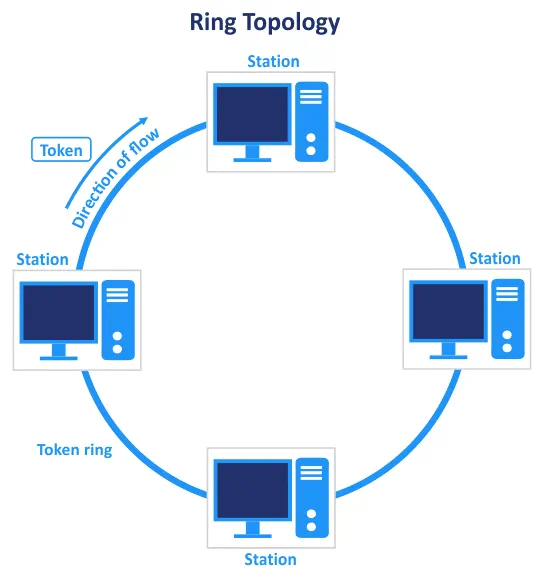 Ring Topology
Station
Token
Direction of flow
Station
Station
Token ring
Station